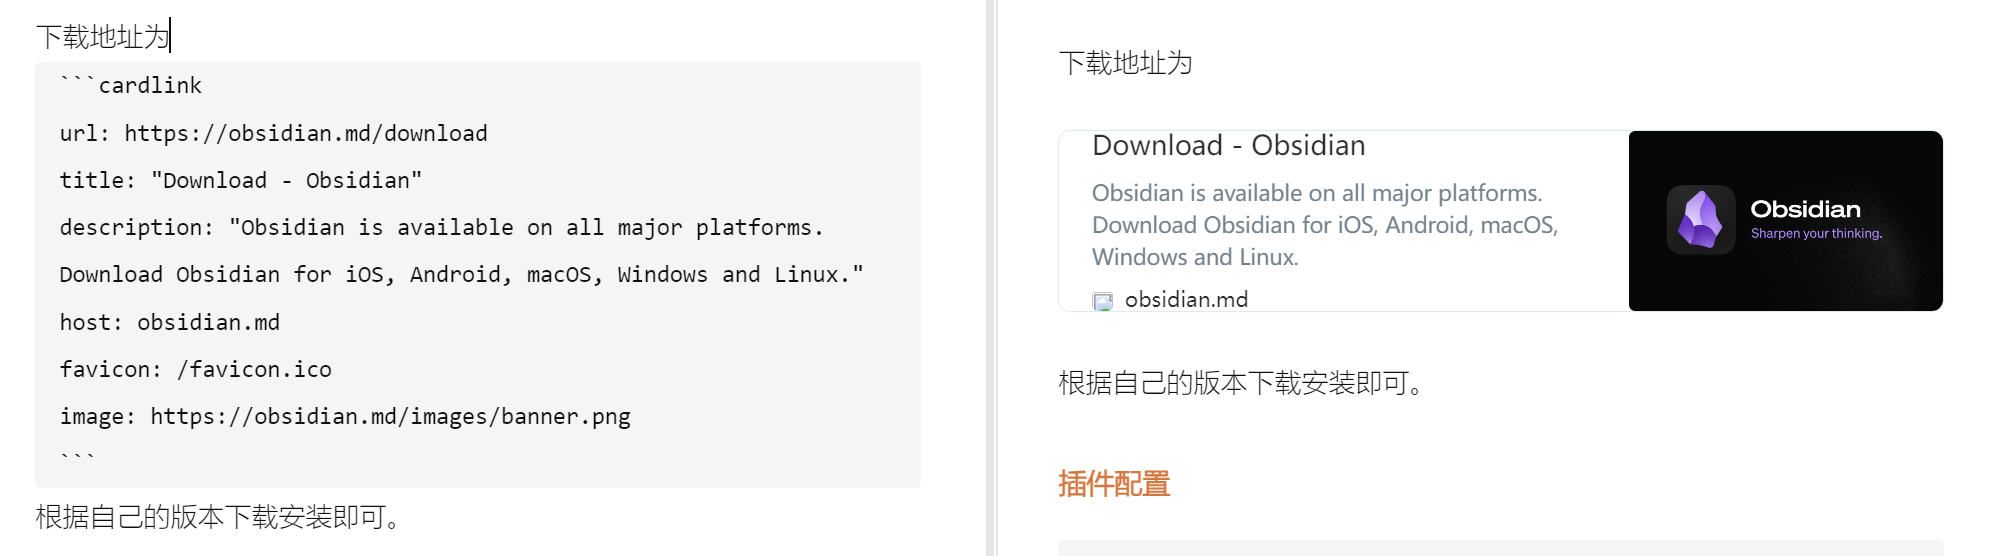 下载地址为
```cardlink
url: https://obsidian.md/download
title: "Download - Obsidian"
description: "Obsidian is available on all major platforms.
Download Obsidian for iOS, Android, macOS, Windows and Linux."
host: obsidian.md
favicon: /favicon.ico
image: https://obsidian.md/images/banner.png
```
根据自己的版本下载安装即可。
下载地址为
Download - Obsidian
Obsidian is available on all major platforms.
Download Obsidian for iOS, Android, macOS,
Windows and Linux.
obsidian.md
Obsidian
Sharpen your thinking.
根据自己的版本下载安装即可。
插件配置